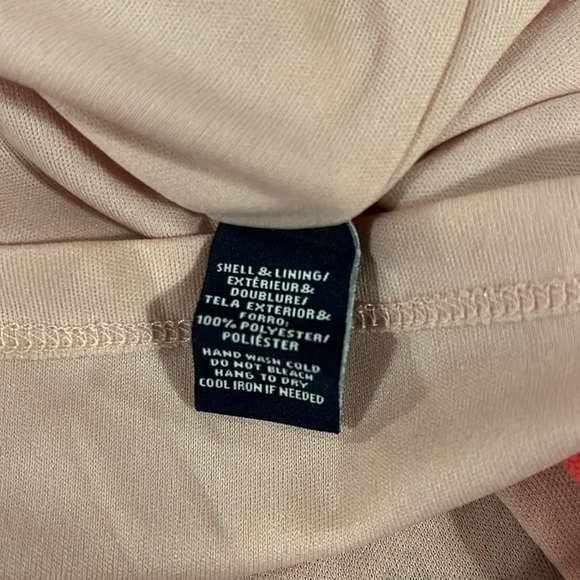 SHELL & LINING/
EXTÉRIEUR &
DOUBLURE/
TELA EXTERIOR &
FORRO:
100% POLYESTER/
POLIÉSTER
HAND WASH COLD
DO NOT BLEACH
HANG TO DRY
COOL IRON IF NEEDED